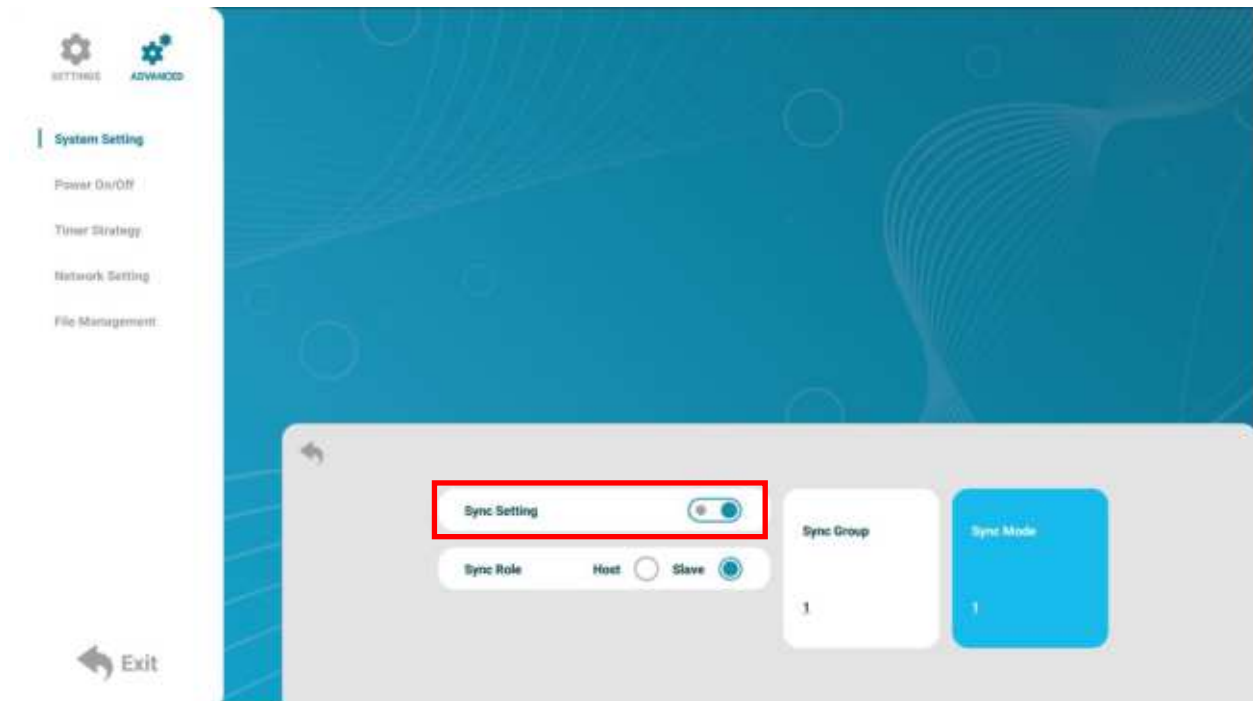 SETTINGS ADVANCED
System Setting
Power On/Off
Timer Strategy
Network Setting
File Management
Exit
Sync Setting
Sync Role Host Slave
Sync Group
1
Sync Mode
1